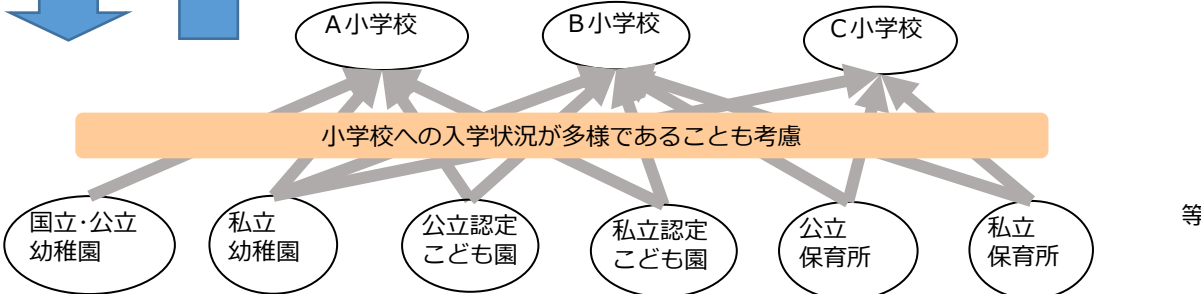 A小学校
B小学校
C小学校
小学校への入学状況が多様であることも考慮
国立・公立
幼稚園
私立
幼稚園
公立認定
こども園
私立認定
こども園
公立
保育所
私立
保育所
等